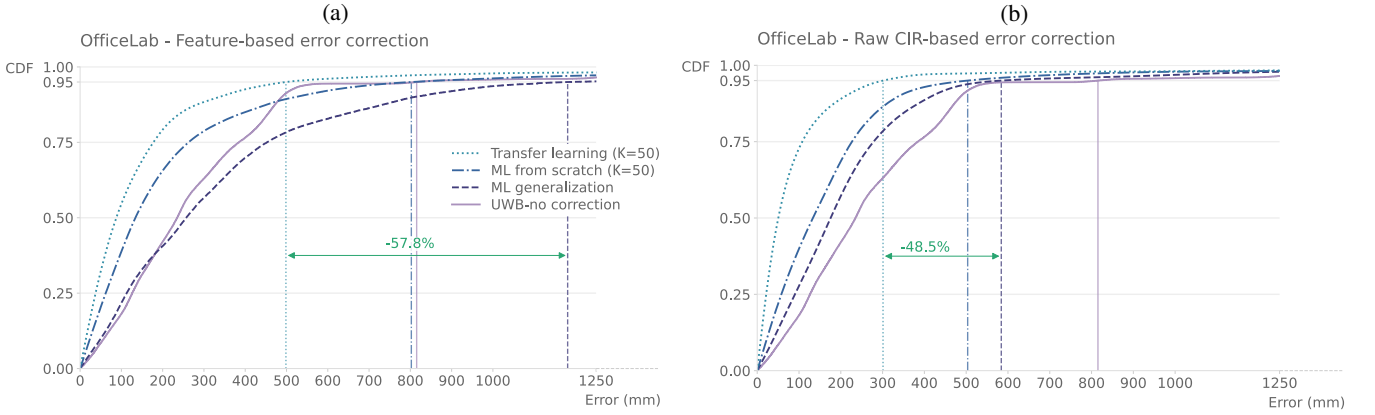 (a)
OfficeLab - Feature-based error correction
CDF
1.00
0.95
0.75
0.50
0.25
0.00
Transfer learning (K=50)
ML from scratch (K=50)
ML generalization
UWB-no correction
-57.8%
0 100 200 300 400 500 600 700 800 900 1000 1250
Error (mm)
(b)
OfficeLab - Raw CIR-based error correction
CDF
1.00
0.95
0.75
0.50
0.25
0.00
-48.5%
0 100 200 300 400 500 600 700 800 900 1000 1250
Error (mm)